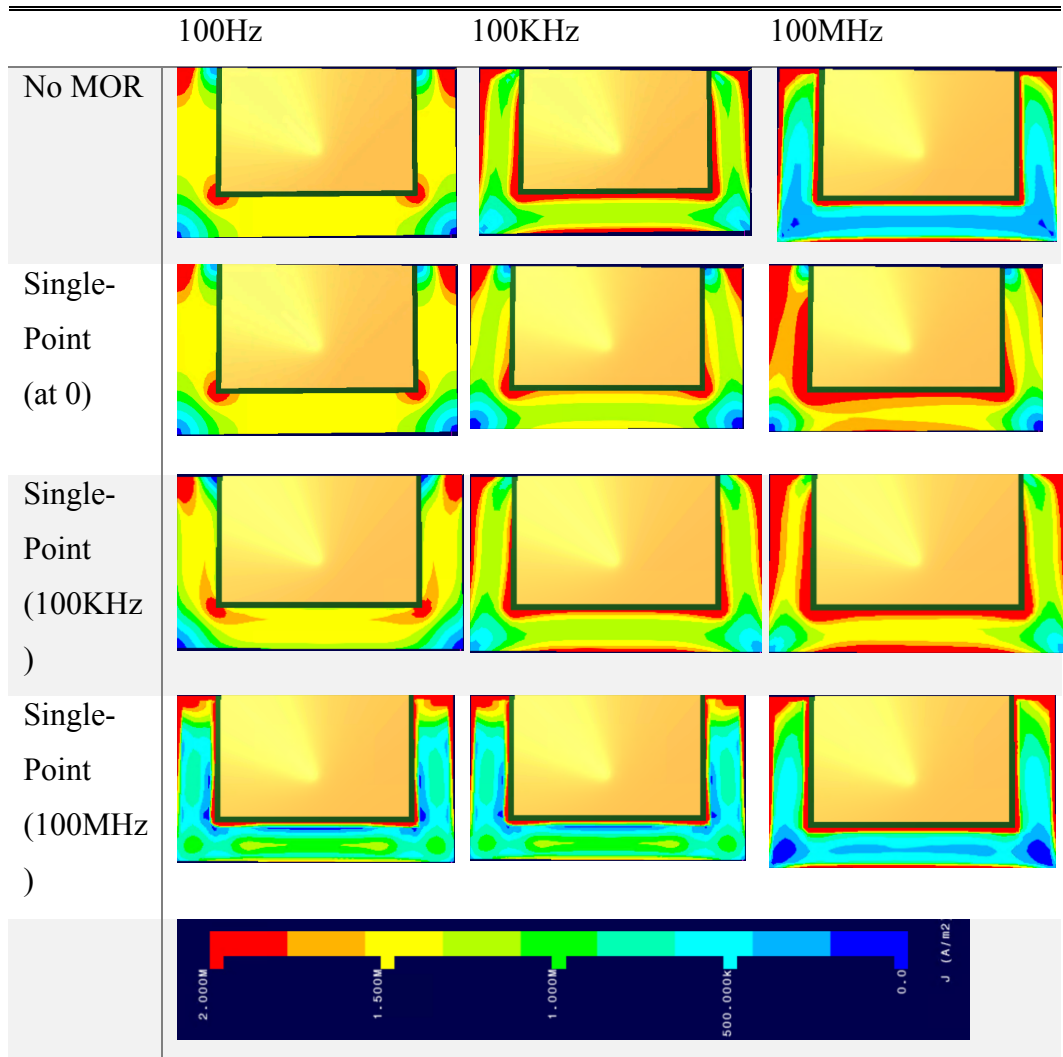 100Hz 100KHz 100MHz
No MOR
Single-
Point
(at 0)
Single-
Point
(100KHz
)
Single-
Point
(100MHz
)
2.000M 1.500M 1.000M 500.000K 0.0 J (A/m2)